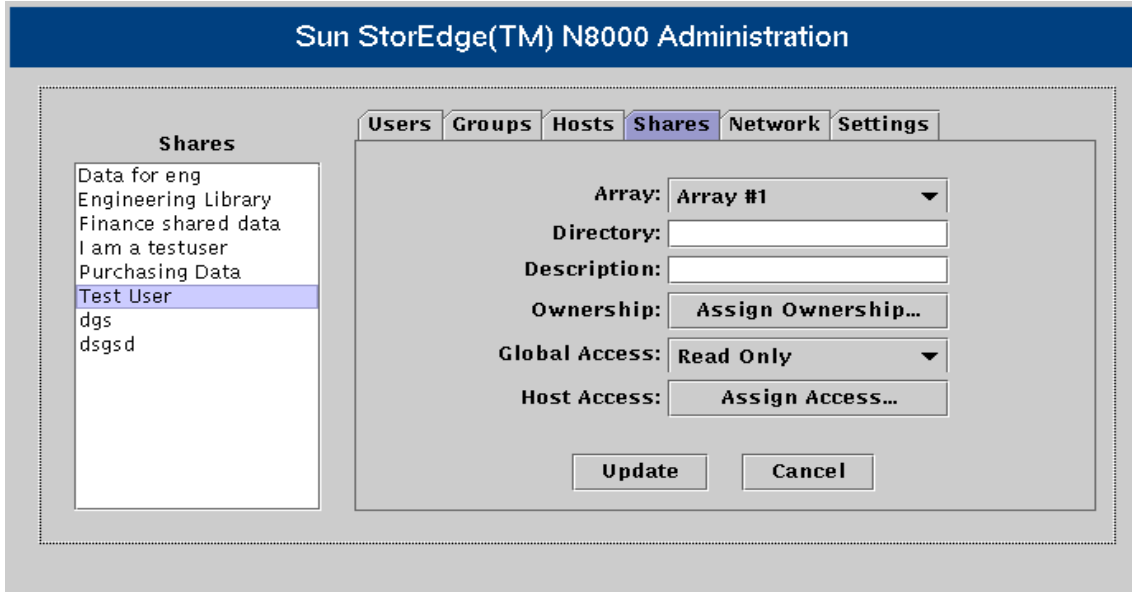 Sun StorEdge(TM) N8000 Administration
Shares
Data for eng
Engineering Library
Finance shared data
I am a testuser
Purchasing Data
Test User
dgs
dsgsd
Users Groups Hosts Shares Network Settings
Array: Array #1
Directory:
Description:
Ownership: Assign Ownership...
Global Access: Read Only
Host Access: Assign Access...
Update Cancel